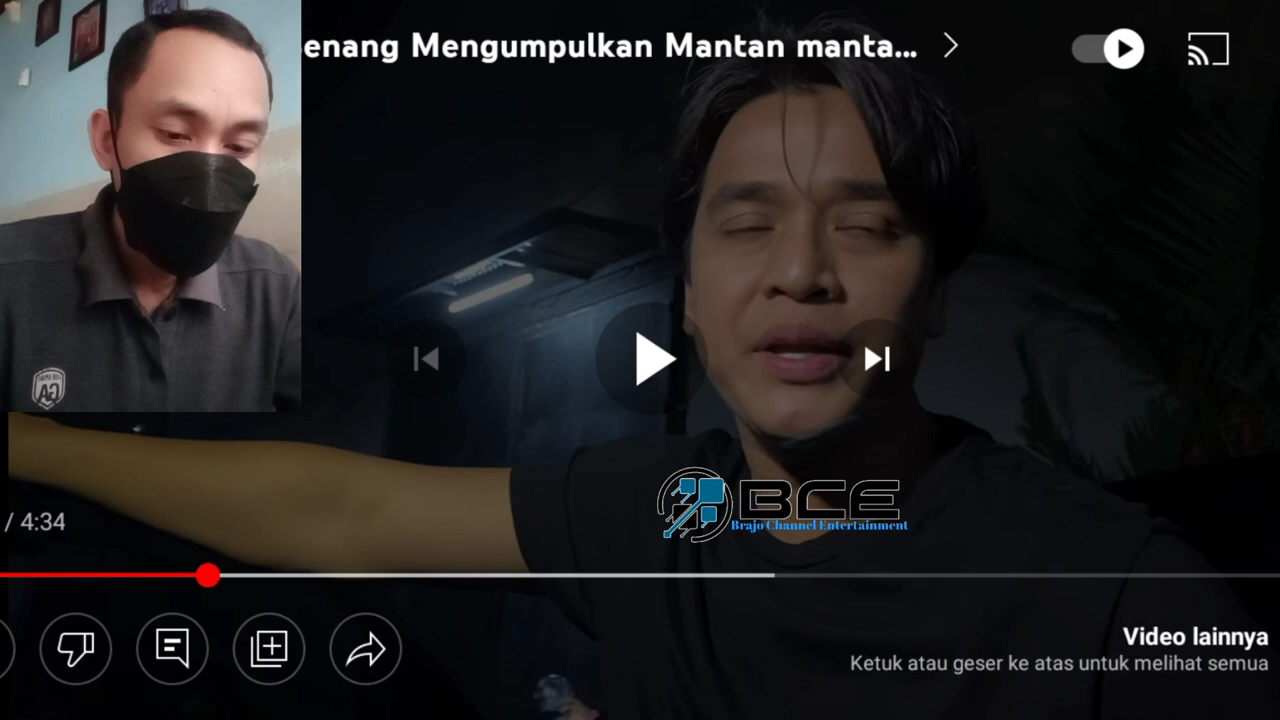 enang Mengumpulkan Mantan manta...
BCE
Brajo Channel Entertainment
/ 4:34
Video lainnya
Ketuk atau geser ke atas untuk melihat semua